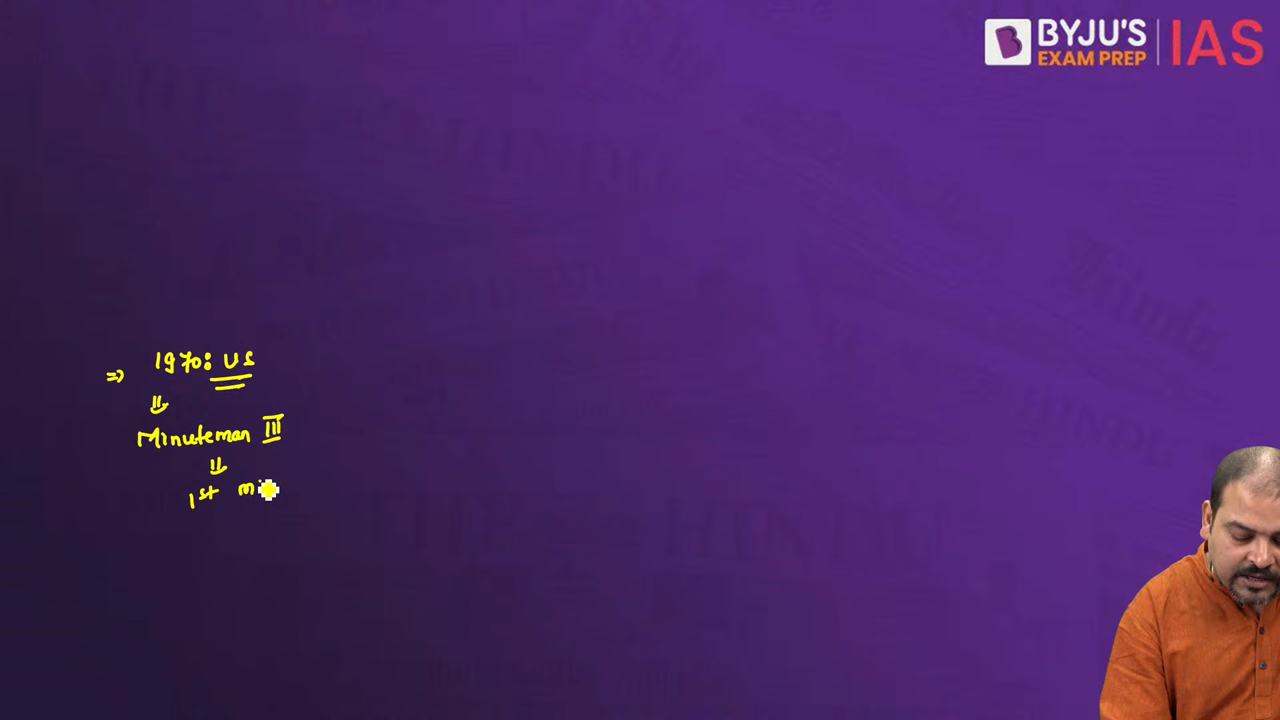 BYJU'S
EXAM PREP
IAS
⇒ 1970: US
⇓
Minuteman III
⇓
1st m